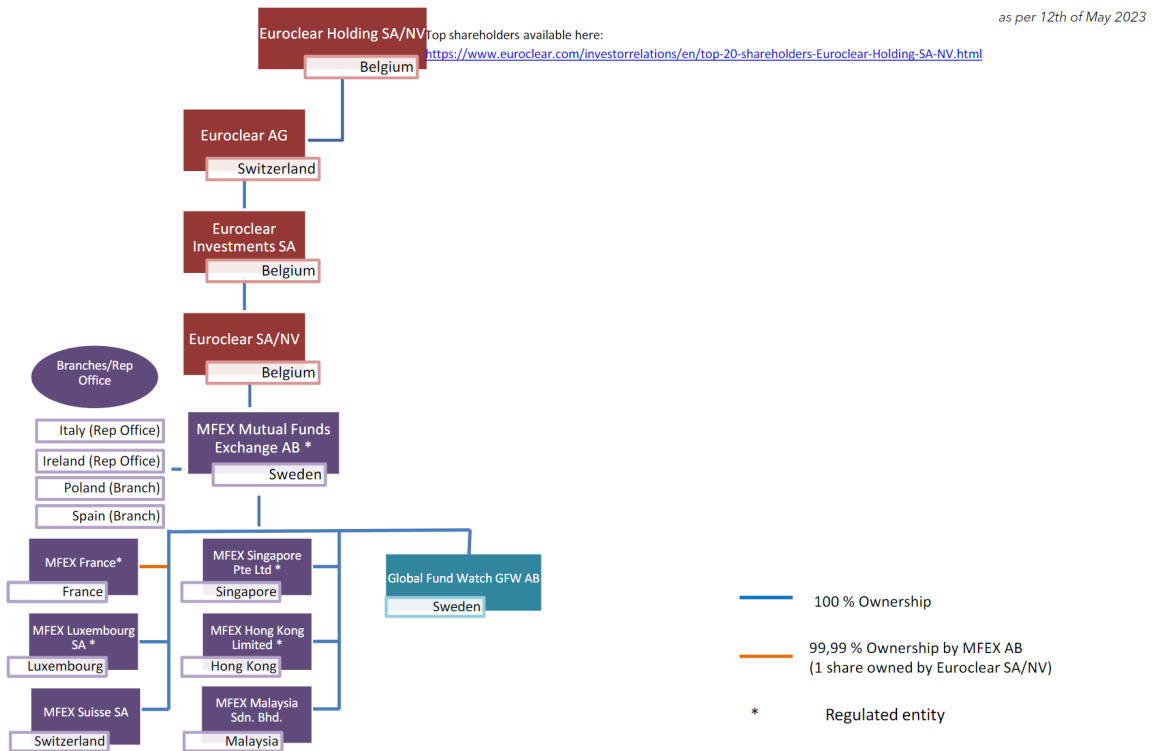 as per 12th of May 2023
Euroclear Holding SA/NV
Top shareholders available here:
https://www.euroclear.com/investorrelations/en/top-20-shareholders-Euroclear-Holding-SA-NV.html
Belgium
Euroclear AG
Switzerland
Euroclear
Investments SA
Belgium
Euroclear SA/NV
Belgium
Branches/Rep
Office
Italy (Rep Office)
Ireland (Rep Office)
Poland (Branch)
Spain (Branch)
MFEX Mutual Funds
Exchange AB *
Sweden
MFEX France*
France
MFEX Singapore
Pte Ltd *
Singapore
Global Fund Watch GFW AB
Sweden
MFEX Luxembourg
SA *
Luxembourg
MFEX Hong Kong
Limited *
Hong Kong
MFEX Suisse SA
Switzerland
MFEX Malaysia
Sdn. Bhd.
Malaysia
100 % Ownership
99,99 % Ownership by MFEX AB
(1 share owned by Euroclear SA/NV)
* Regulated entity